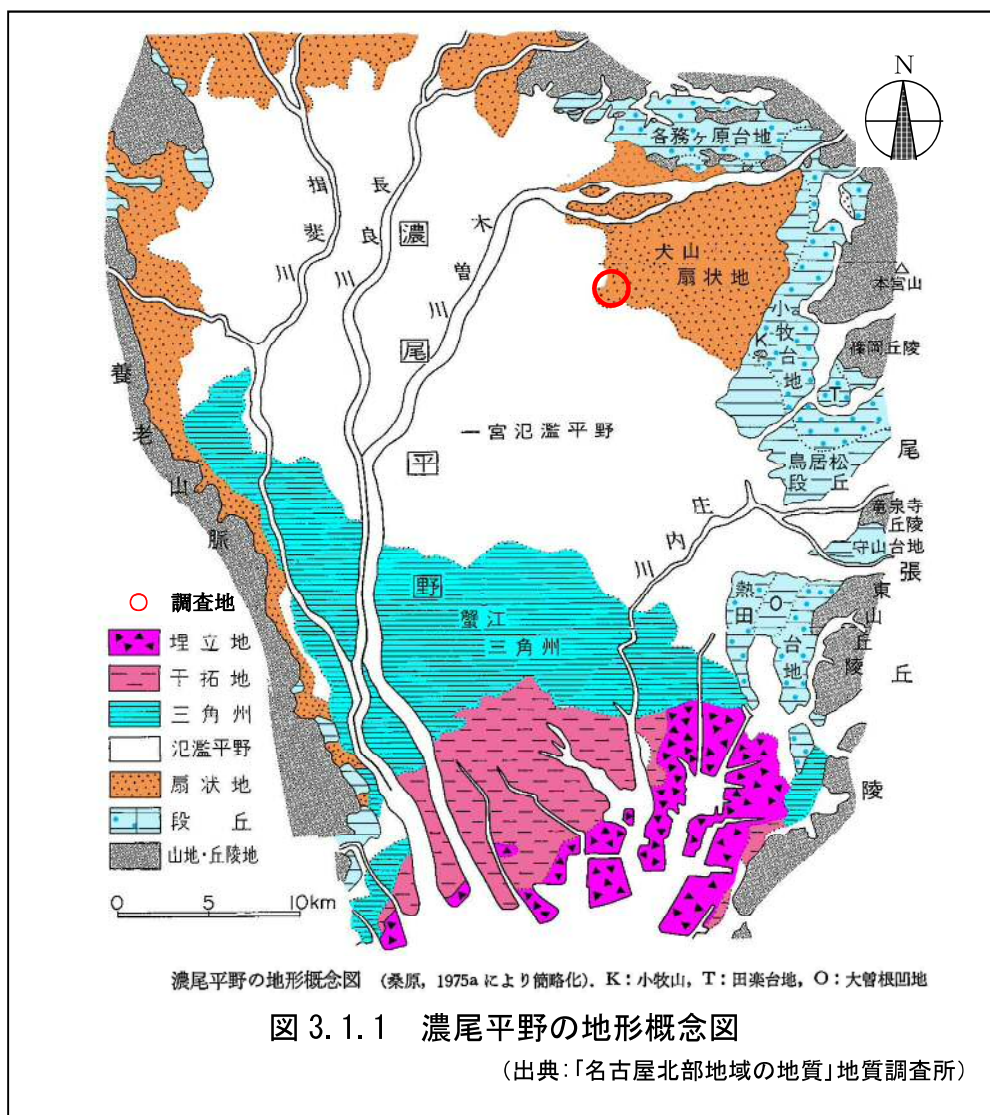 N
各務ヶ原台地
揖斐川
長良川
木曽川
濃尾平野
犬山
扇状地
本宮山
小牧台地
K
篠岡丘陵
T
養老山脈
一宮氾濫平野
鳥居松
段丘
尾張丘陵
竜泉寺
丘陵
守山台地
庄内川
熱田台地
O
東山丘陵
蟹江
三角州
調査地
埋立地
干拓地
三角州
氾濫平野
扇状地
段丘
山地・丘陵地
0 5 10km
濃尾平野の地形概念図 (桑原,1975aにより簡略化).K:小牧山,T:田楽台地,O:大曽根凹地
図 3.1.1 濃尾平野の地形概念図
(出典:「名古屋北部地域の地質」地質調査所)